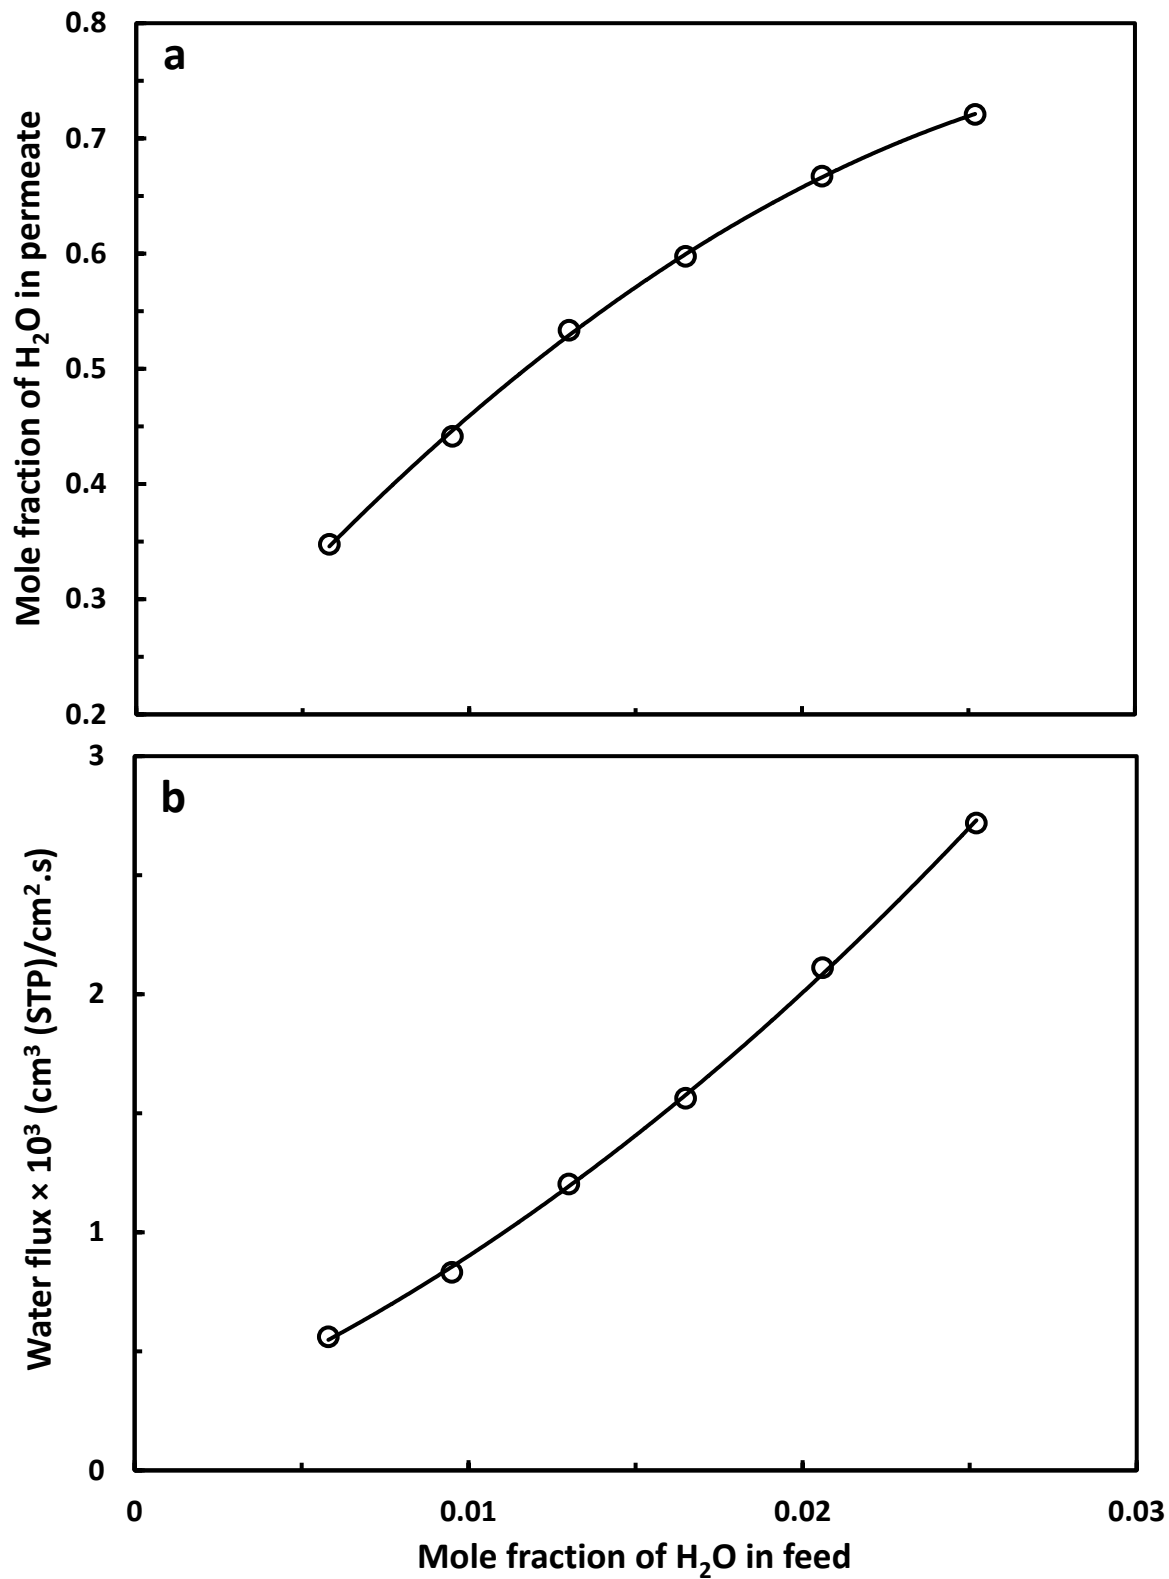 a
0.8
0.7
0.6
0.5
0.4
0.3
0.2
Mole fraction of H₂O in permeate
b
3
2
1
0
Water flux × 10³ (cm³ (STP)/cm².s)
0 0.01 0.02 0.03
Mole fraction of H₂O in feed